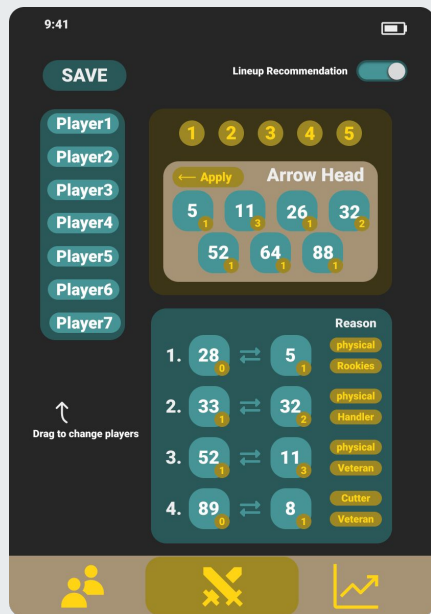 9:41
SAVE
Lineup Recommendation
Player1
Player2
Player3
Player4
Player5
Player6
Player7
Drag to change players
1 2 3 4 5
← Apply Arrow Head
5 1 11 3 26 1 32 2
52 1 64 1 88 1
Reason
1. 28 0 ⇄ 5 1 physical
Rookies
2. 33 1 ⇄ 32 2 physical
Handler
3. 52 1 ⇄ 11 3 physical
Veteran
4. 89 0 ⇄ 8 1 Cutter
Veteran